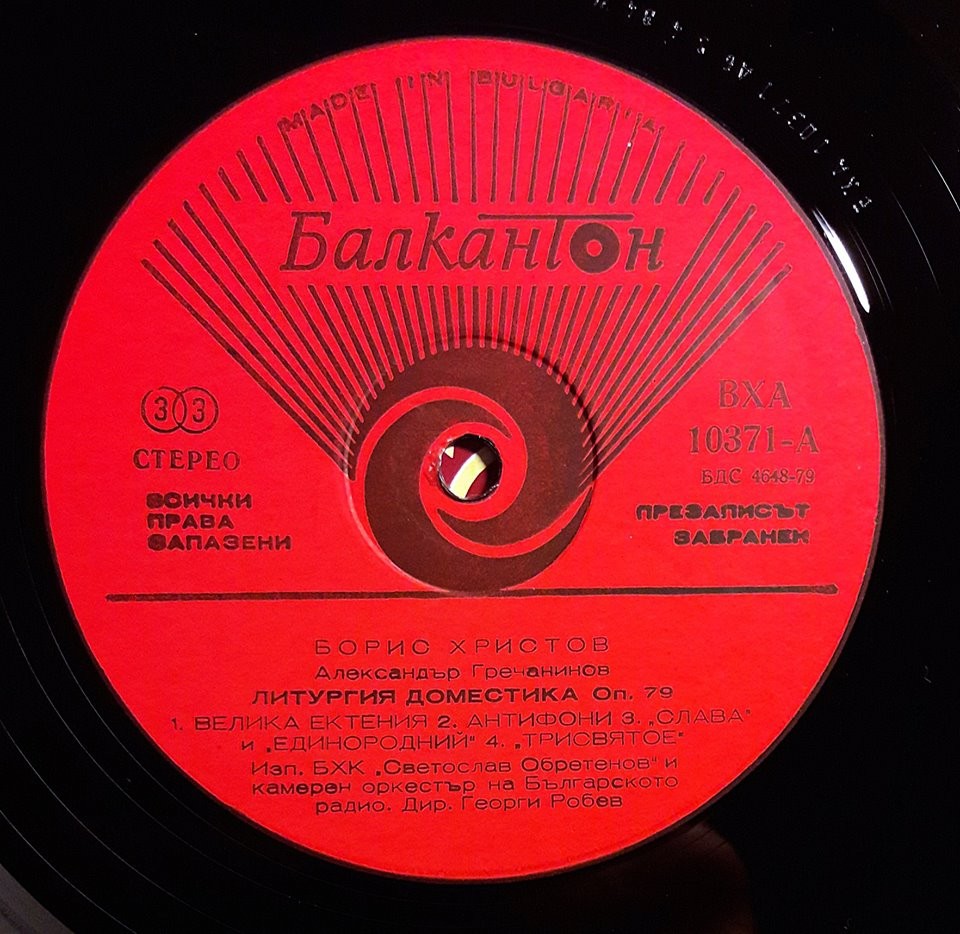 MADE IN BULGARIA
Балкантон
33
СТЕРЕО
ВСИЧКИ
ПРАВА
ЗАПАЗЕНИ
ВХА
10371-А
БДС 4648-79
ПРЕЗАПИСЪТ
ЗАБРАНЕН
БОРИС ХРИСТОВ
Александър Гречанинов
ЛИТУРГИЯ ДОМЕСТИКА Оп. 79
1. ВЕЛИКА ЕКТЕНИЯ 2. АНТИФОНИ 3. „СЛАВА"
и „ЕДИНОРОДНИЙ" 4. „ТРИСВЯТОЕ"
Изп. БХК „Светослав Обретенов" и
камерен оркестър на Българското
радио. Дир. Георги Робев